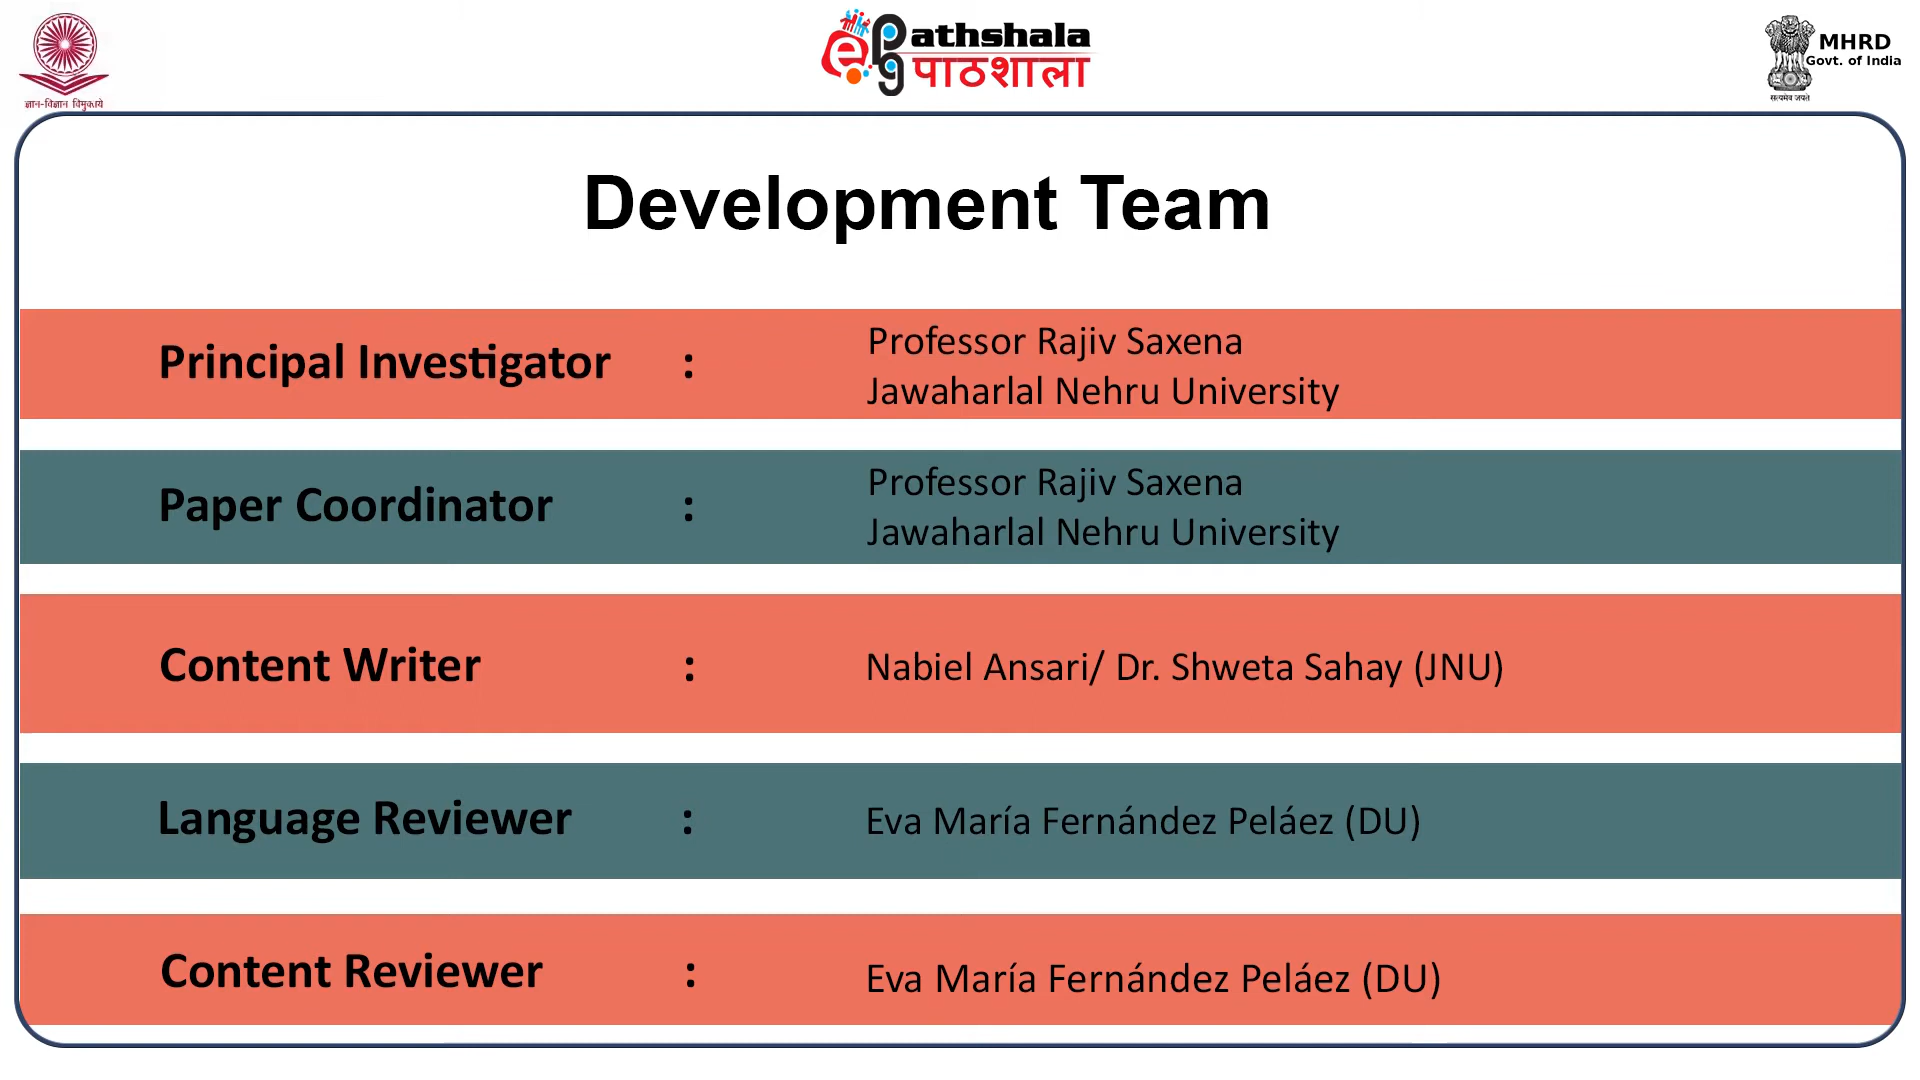 ज्ञान-विज्ञान विमुक्तये
ePathshala
पाठशाला
MHRD
Govt. of India
सत्यमेव जयते
Development Team
Principal Investigator : Professor Rajiv Saxena
Jawaharlal Nehru University
Paper Coordinator : Professor Rajiv Saxena
Jawaharlal Nehru University
Content Writer : Nabiel Ansari/ Dr. Shweta Sahay (JNU)
Language Reviewer : Eva María Fernández Peláez (DU)
Content Reviewer : Eva María Fernández Peláez (DU)